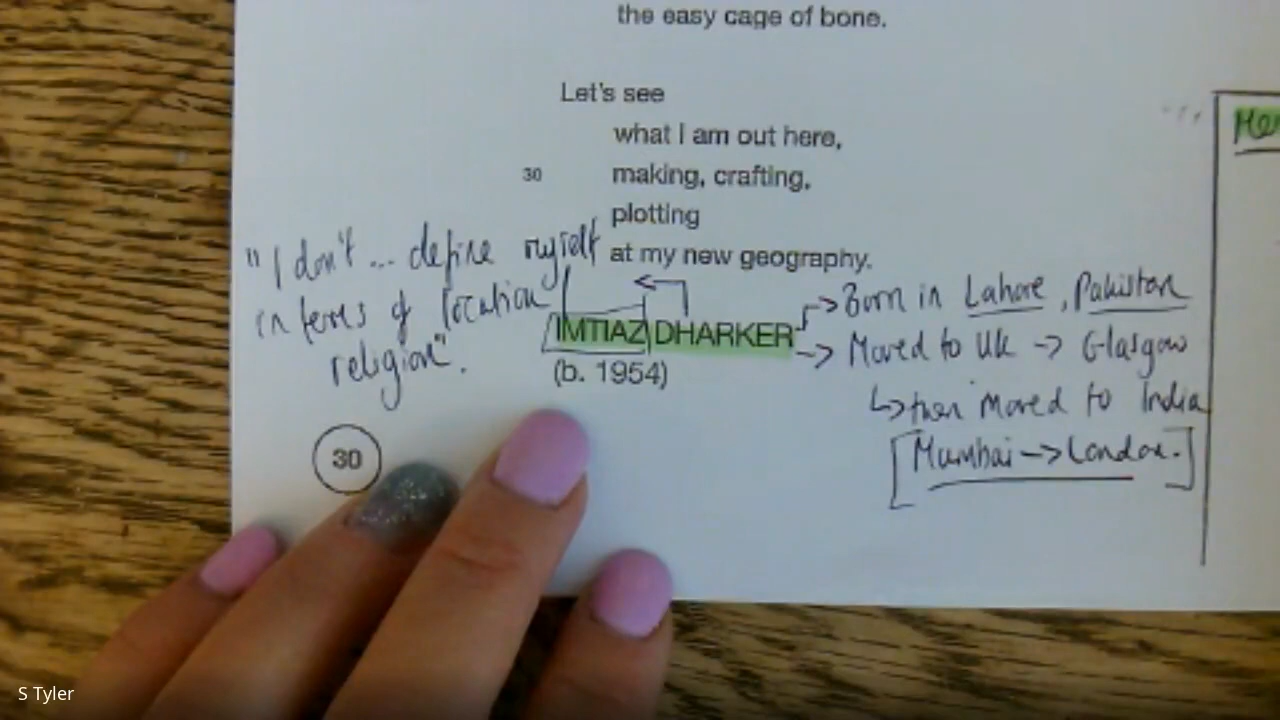 the easy cage of bone.
Let's see
what I am out here,
30 making, crafting,
plotting
at my new geography.
"I don't ... define myself
in terms of location
religion".
IMTIAZ DHARKER
(b. 1954)
-> Born in Lahore, Pakistan
-> Moved to UK -> Glasgow
↳ then moved to India
[Mumbai -> London.]
30
S Tyler